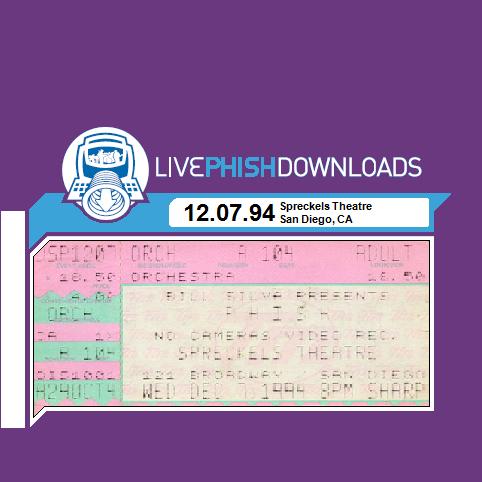 LIVEPHISHDOWNLOADS
12.07.94 Spreckels Theatre
San Diego, CA
SP1207 ORCH A 104 ADULT
18.50 ORCHESTRA 18.50
BILL SILVA PRESENTS
ORCH PHISH
NO CAMERAS VIDEO REC.
A 104 SPRECKELS THEATRE
121 BROADWAY SAN DIEGO
WED DEC 7 1994 8PM SHARP